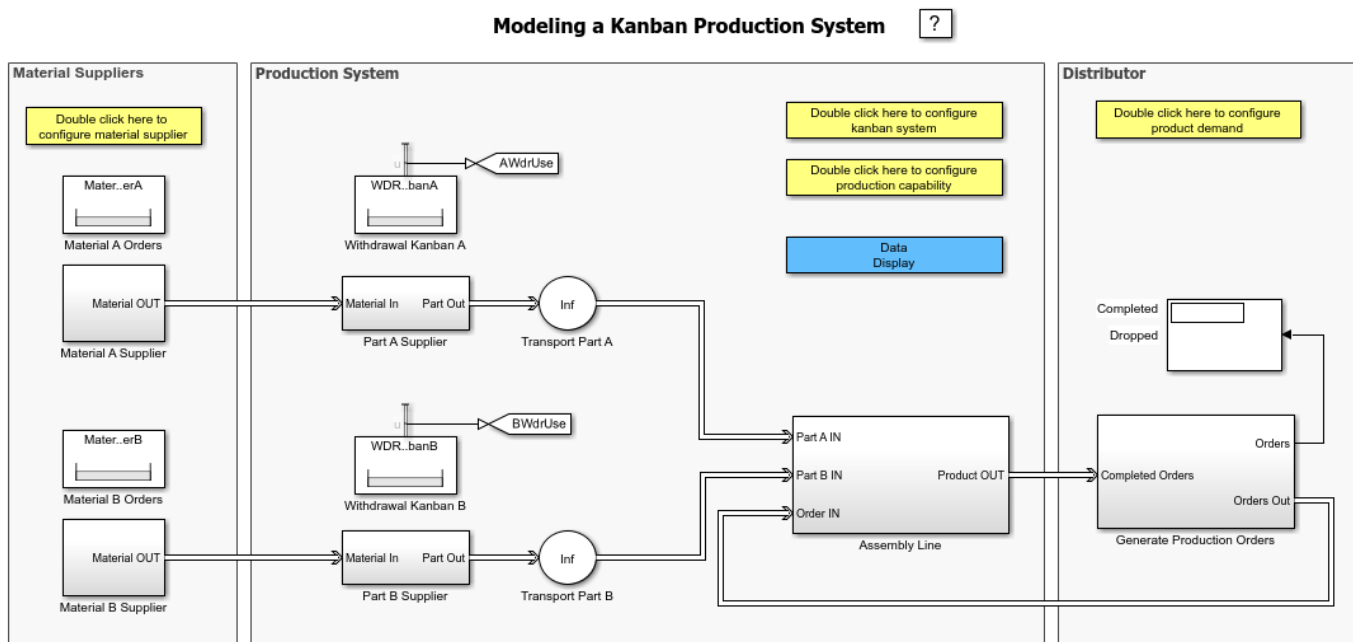 Modeling a Kanban Production System
?
Material Suppliers
Double click here to
configure material supplier
Mater..erA
Material A Orders
Material OUT
Material A Supplier
Mater..erB
Material B Orders
Material OUT
Material B Supplier
Production System
u
AWdrUse
WDR..banA
Withdrawal Kanban A
Material In
Part Out
Part A Supplier
Inf
Transport Part A
u
BWdrUse
WDR..banB
Withdrawal Kanban B
Material In
Part Out
Part B Supplier
Inf
Transport Part B
Double click here to configure
kanban system
Double click here to configure
production capability
Data
Display
Part A IN
Part B IN
Order IN
Product OUT
Assembly Line
Distributor
Double click here to configure
product demand
Completed
Dropped
Completed Orders
Orders
Orders Out
Generate Production Orders